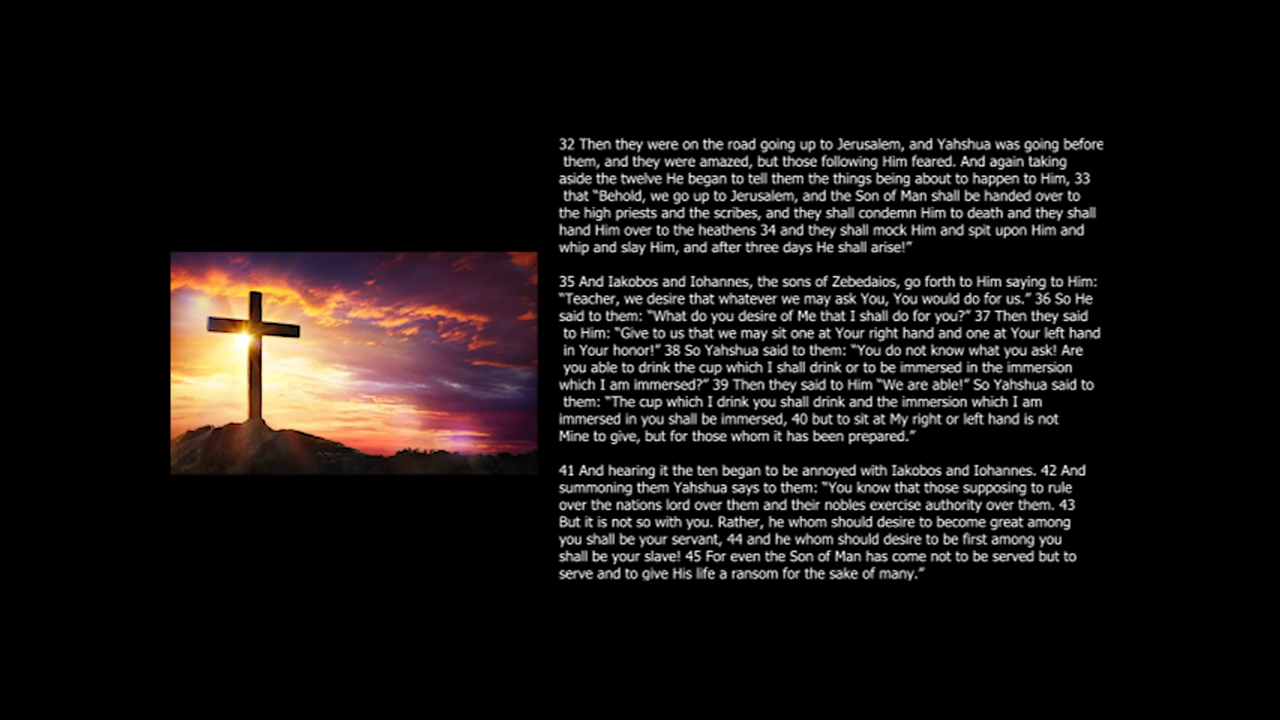 32 Then they were on the road going up to Jerusalem, and Yahshua was going before
them, and they were amazed, but those following Him feared. And again taking
aside the twelve He began to tell them the things being about to happen to Him, 33
that “Behold, we go up to Jerusalem, and the Son of Man shall be handed over to
the high priests and the scribes, and they shall condemn Him to death and they shall
hand Him over to the heathens 34 and they shall mock Him and spit upon Him and
whip and slay Him, and after three days He shall arise!”
35 And Iakobos and Iohannes, the sons of Zebedaios, go forth to Him saying to Him:
“Teacher, we desire that whatever we may ask You, You would do for us.” 36 So He
said to them: “What do you desire of Me that I shall do for you?” 37 Then they said
to Him: “Give to us that we may sit one at Your right hand and one at Your left hand
in Your honor!” 38 So Yahshua said to them: “You do not know what you ask! Are
you able to drink the cup which I shall drink or to be immersed in the immersion
which I am immersed?” 39 Then they said to Him “We are able!” So Yahshua said to
them: “The cup which I drink you shall drink and the immersion which I am
immersed in you shall be immersed, 40 but to sit at My right or left hand is not
Mine to give, but for those whom it has been prepared.”
41 And hearing it the ten began to be annoyed with Iakobos and Iohannes. 42 And
summoning them Yahshua says to them: “You know that those supposing to rule
over the nations lord over them and their nobles exercise authority over them. 43
But it is not so with you. Rather, he whom should desire to become great among
you shall be your servant, 44 and he whom should desire to be first among you
shall be your slave! 45 For even the Son of Man has come not to be served but to
serve and to give His life a ransom for the sake of many.”